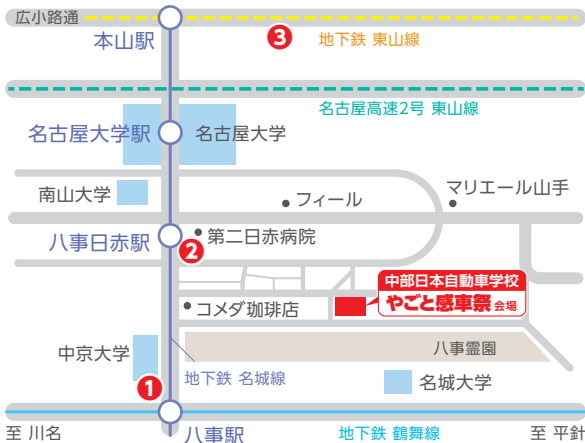 広小路通
本山駅
3
地下鉄 東山線
名古屋高速2号 東山線
名古屋大学駅
名古屋大学
南山大学
フィール
マリエール山手
八事日赤駅
2
第二日赤病院
中部日本自動車学校
やごと感車祭 会場
コメダ珈琲店
中京大学
八事霊園
1
地下鉄 名城線
名城大学
至 川名
八事駅
地下鉄 鶴舞線
至 平針